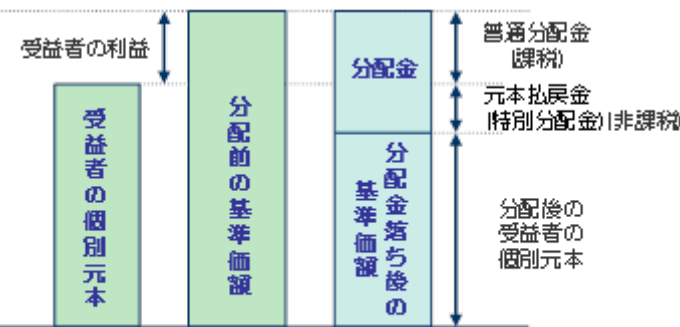 受益者の利益
受益者の個別元本
分配前の基準価額
分配金
分配金落ち後の
基準価額
普通分配金
(課税)
元本払戻金
(特別分配金)(非課税
分配後の
受益者の
個別元本